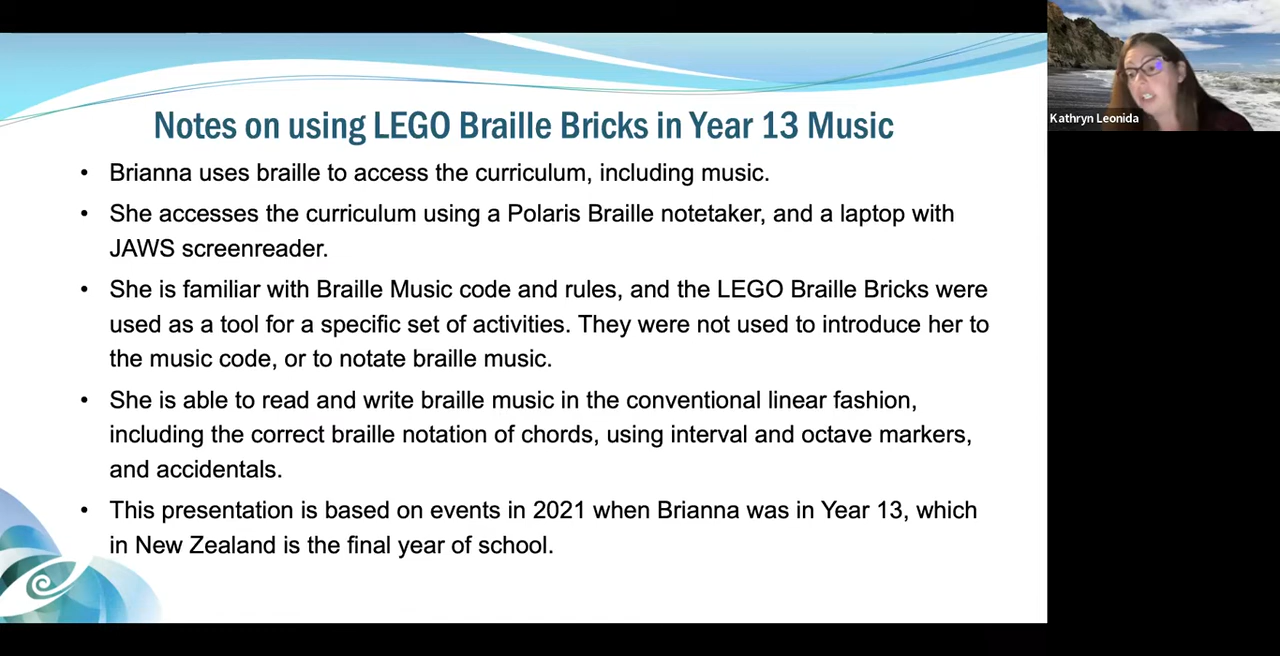 Notes on using LEGO Braille Bricks in Year 13 Music
• Brianna uses braille to access the curriculum, including music.
• She accesses the curriculum using a Polaris Braille notetaker, and a laptop with
JAWS screenreader.
• She is familiar with Braille Music code and rules, and the LEGO Braille Bricks were
used as a tool for a specific set of activities. They were not used to introduce her to
the music code, or to notate braille music.
• She is able to read and write braille music in the conventional linear fashion,
including the correct braille notation of chords, using interval and octave markers,
and accidentals.
• This presentation is based on events in 2021 when Brianna was in Year 13, which
in New Zealand is the final year of school.
Kathryn Leonida